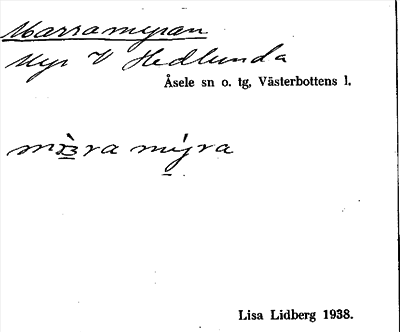 Marramyran
Myr V Hedlunda
Åsele sn o. tg, Västerbottens l.
Lisa Lidberg 1938.